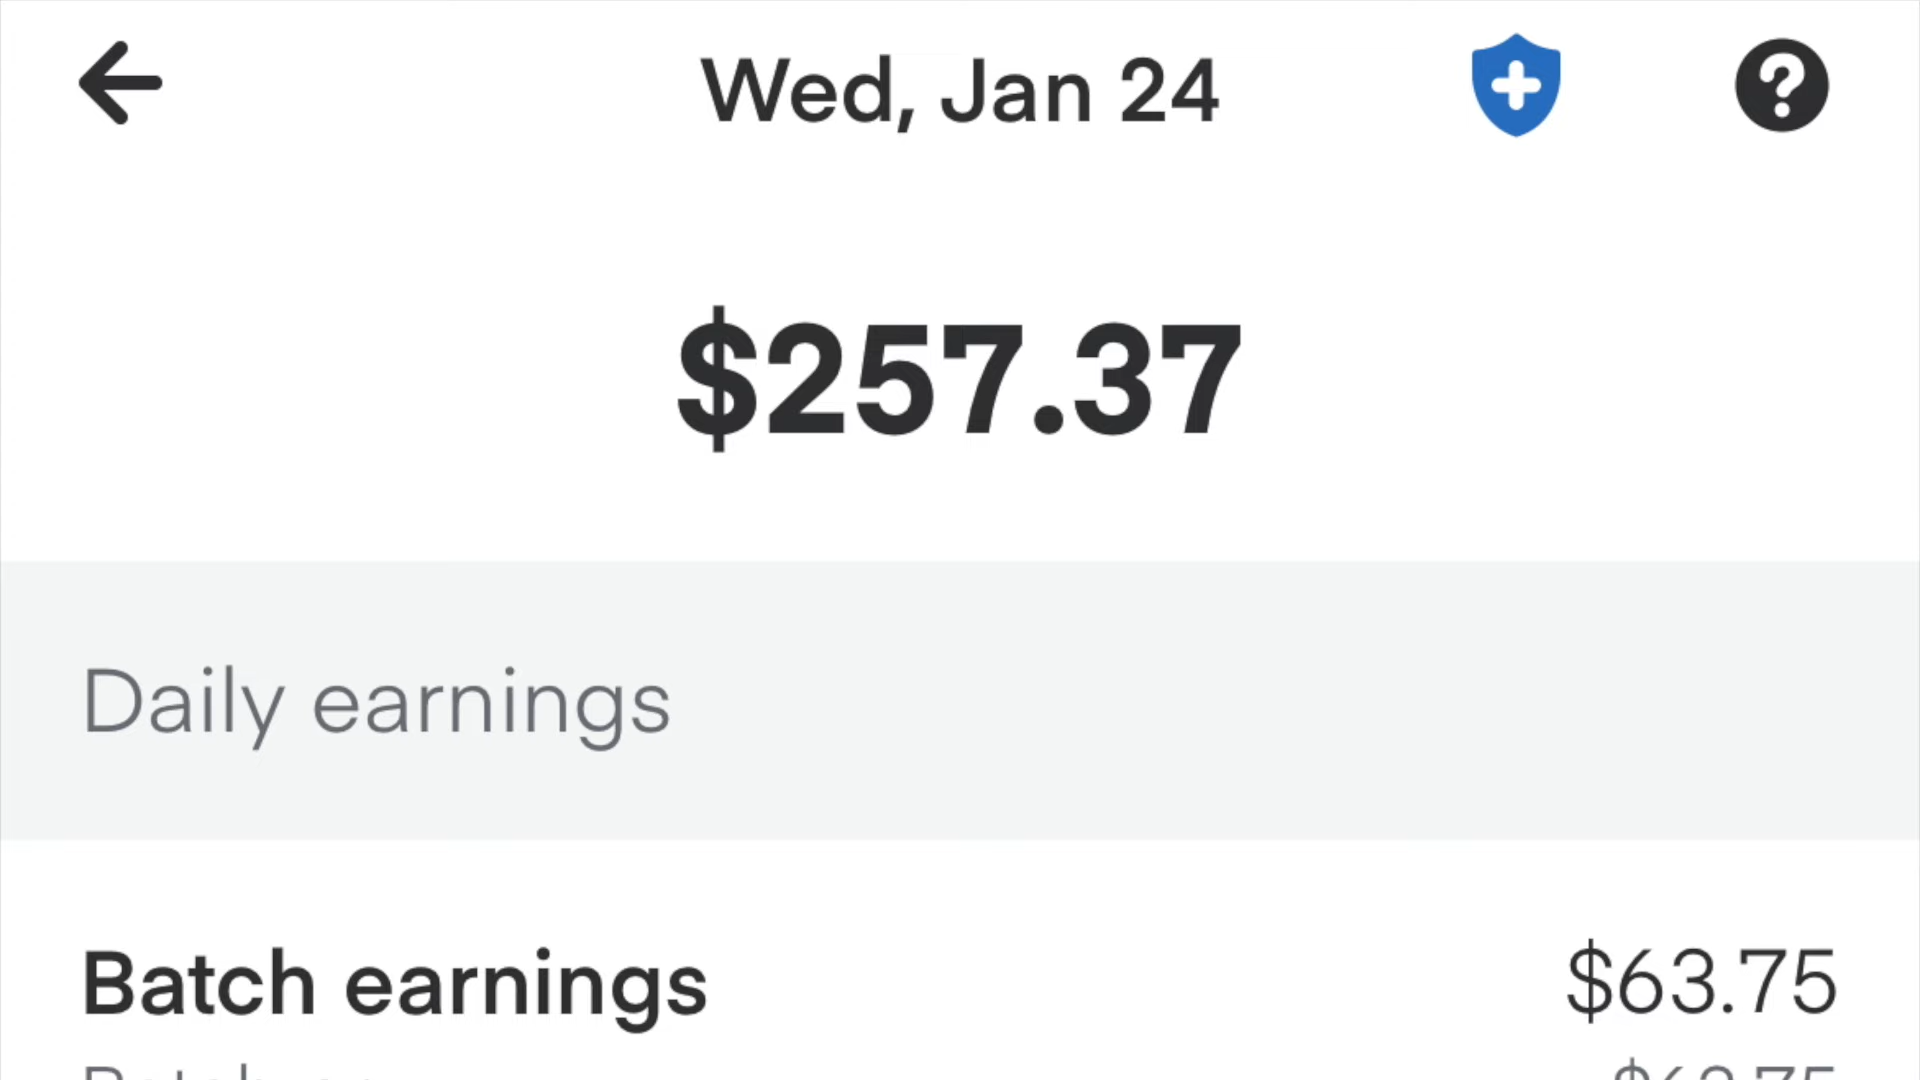 Wed, Jan 24
$257.37
Daily earnings
Batch earnings
$63.75